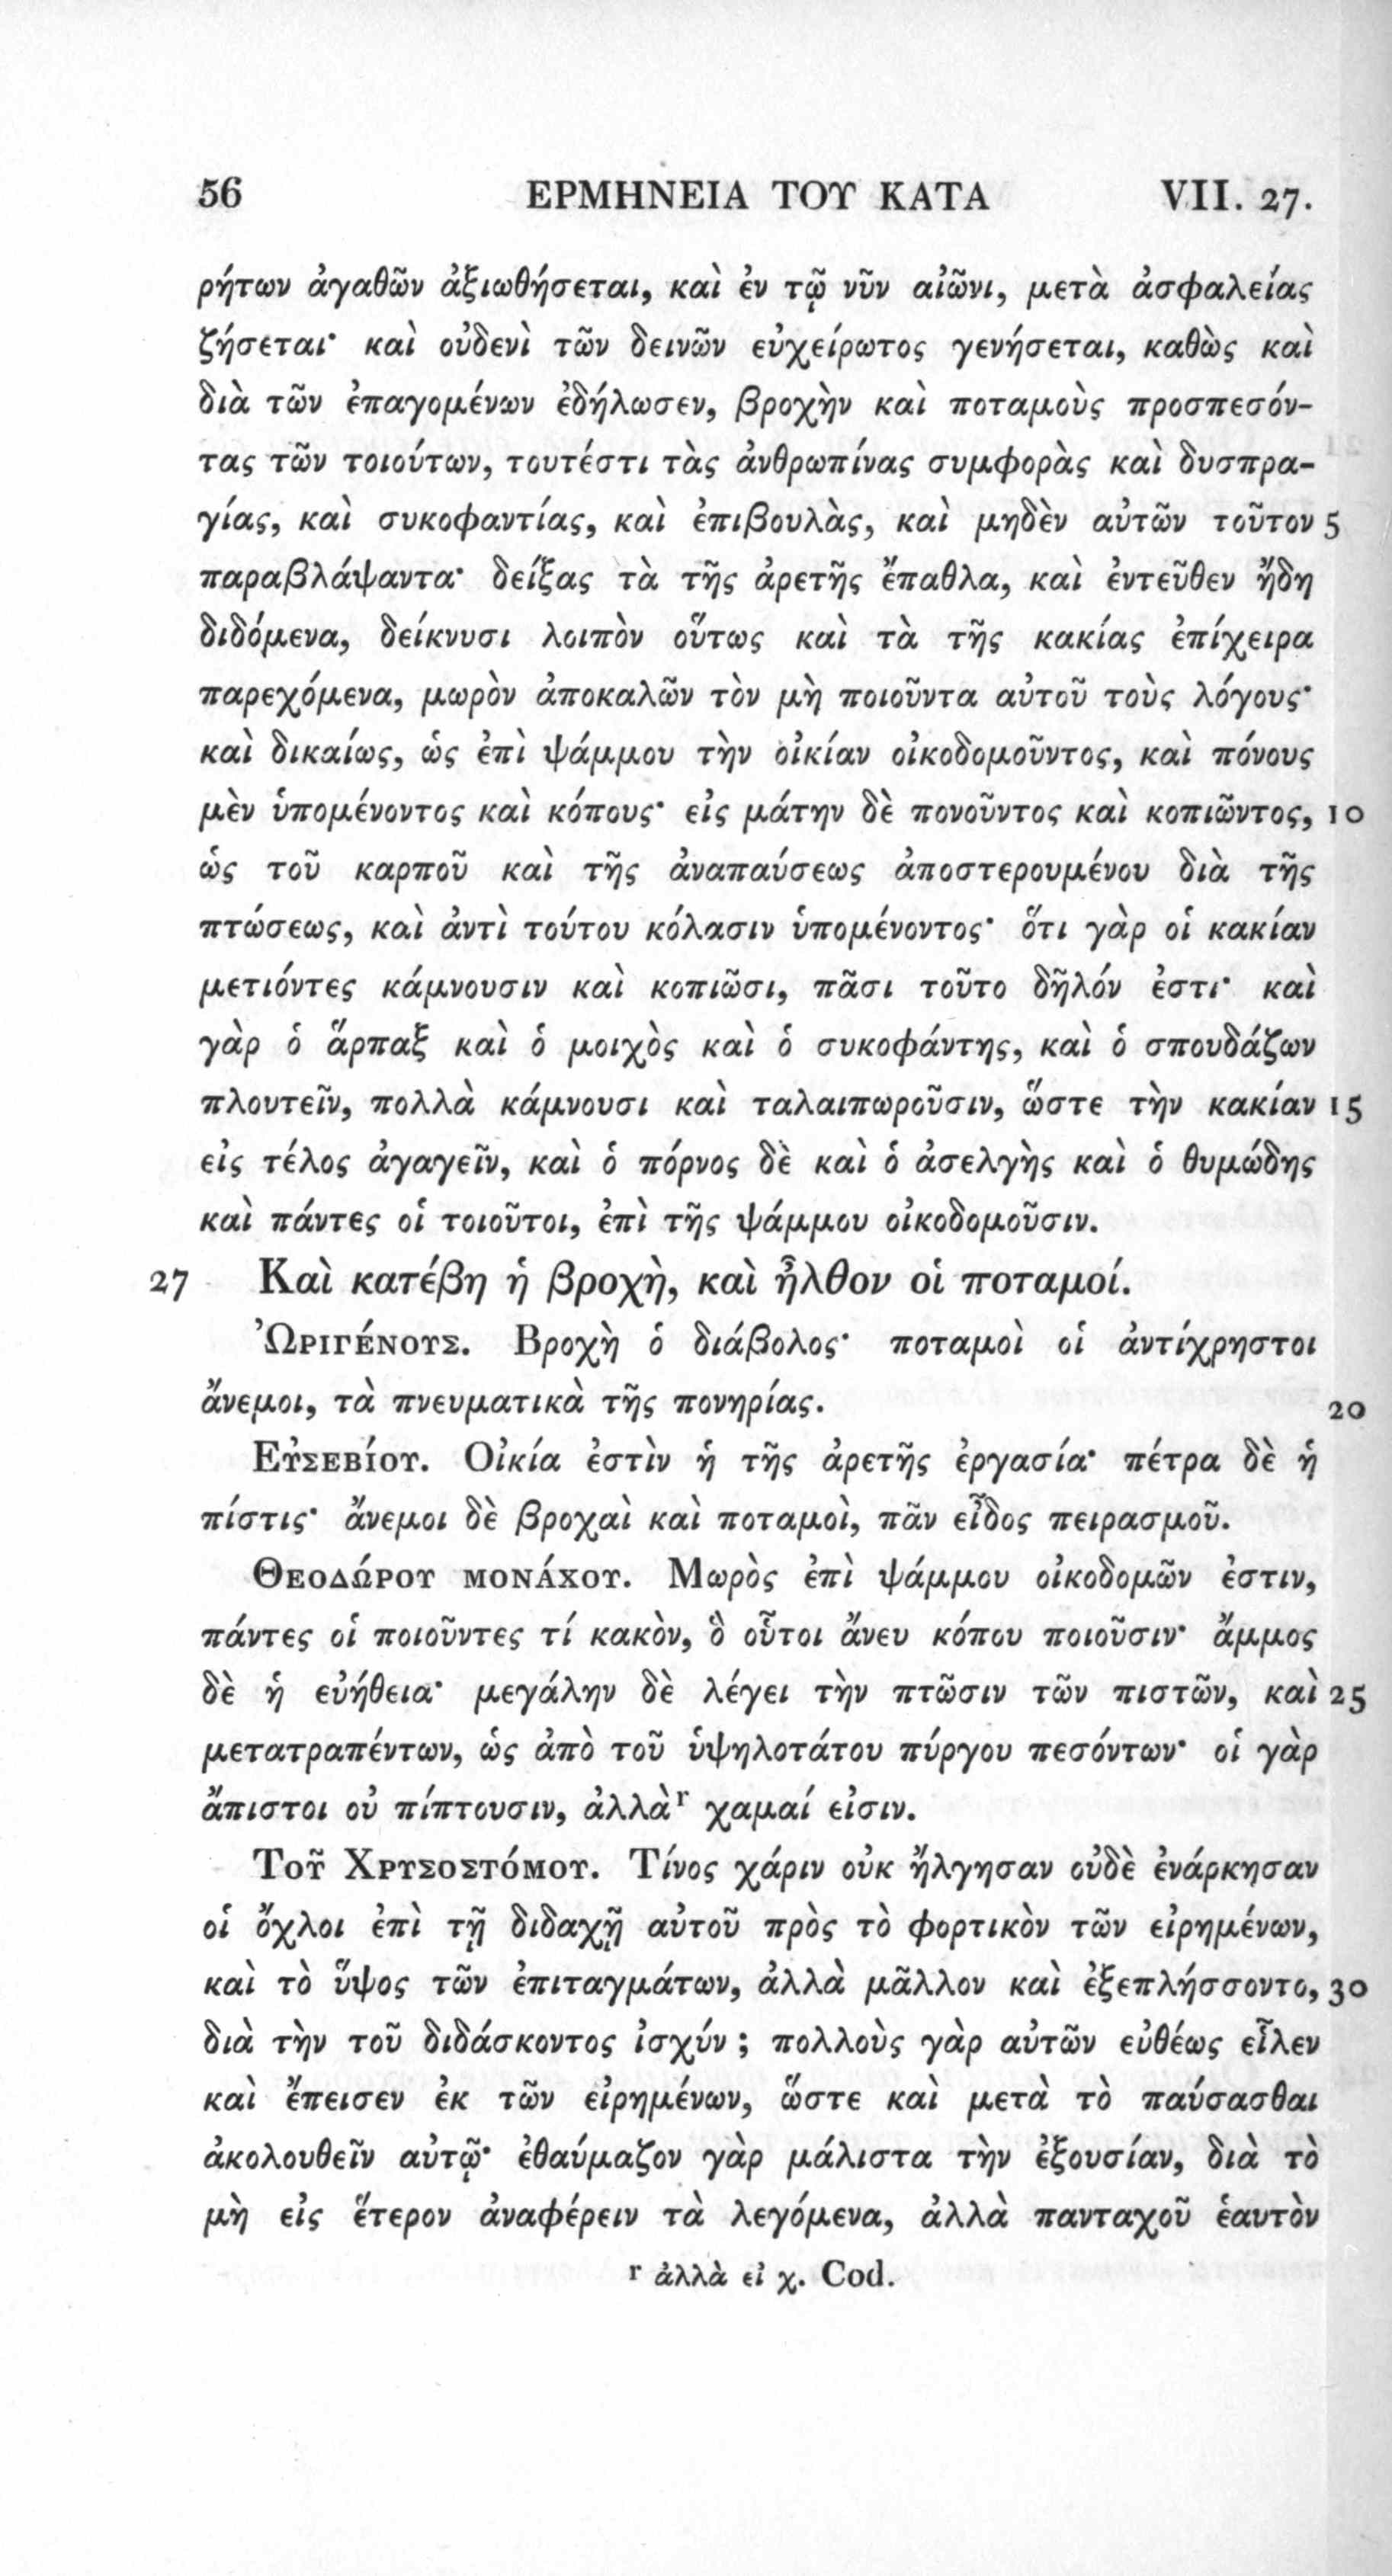 56 ΕΡΜΗΝΕΙΑ ΤΟΥ ΚΑΤΑ VII. 27.
ρήτων ἀγαθῶν ἀξιωθήσεται, καὶ ἐν τῷ νῦν αἰῶνι, μετὰ ἀσφαλείας
ζήσεται· καὶ οὐδενὶ τῶν δεινῶν εὐχείρωτος γενήσεται, καθὼς καὶ
διὰ τῶν ἐπαγομένων ἐδήλωσεν, βροχὴν καὶ ποταμοὺς προσπεσόν-
τας τῶν τοιούτων, τουτέστι τὰς ἀνθρωπίνας συμφορὰς καὶ δυσπρα-
γίας, καὶ συκοφαντίας, καὶ ἐπιβουλὰς, καὶ μηδὲν αὐτῶν τοῦτον 5
παραβλάψαντα· δείξας τὰ τῆς ἀρετῆς ἔπαθλα, καὶ ἐντεῦθεν ἤδη
διδόμενα, δείκνυσι λοιπὸν οὕτως καὶ τὰ τῆς κακίας ἐπίχειρα
παρεχόμενα, μωρὸν ἀποκαλῶν τὸν μὴ ποιοῦντα αὐτοῦ τοὺς λόγους·
καὶ δικαίως, ὡς ἐπὶ ψάμμου τὴν οἰκίαν οἰκοδομοῦντος, καὶ πόνους
μὲν ὑπομένοντος καὶ κόπους· εἰς μάτην δὲ πονοῦντος καὶ κοπιῶντος, 10
ὡς τοῦ καρποῦ καὶ τῆς ἀναπαύσεως ἀποστερουμένου διὰ τῆς
πτώσεως, καὶ ἀντὶ τούτου κόλασιν ὑπομένοντος· ὅτι γὰρ οἱ κακίαν
μετιόντες κάμνουσιν καὶ κοπιῶσι, πᾶσι τοῦτο δῆλόν ἐστι· καὶ
γὰρ ὁ ἅρπαξ καὶ ὁ μοιχὸς καὶ ὁ συκοφάντης, καὶ ὁ σπουδάζων
πλουτεῖν, πολλὰ κάμνουσι καὶ ταλαιπωροῦσιν, ὥστε τὴν κακίαν 15
εἰς τέλος ἀγαγεῖν, καὶ ὁ πόρνος δὲ καὶ ὁ ἀσελγὴς καὶ ὁ θυμώδης
καὶ πάντες οἱ τοιοῦτοι, ἐπὶ τῆς ψάμμου οἰκοδομοῦσιν.
27 Καὶ κατέβη ἡ βροχὴ, καὶ ἦλθον οἱ ποταμοί.
ὨΡΙΓΈΝΟΥΣ. Βροχὴ ὁ διάβολος· ποταμοὶ οἱ ἀντίχρηστοι
ἄνεμοι, τὰ πνευματικὰ τῆς πονηρίας. 20
ΕὐΣΕΒΊΟΥ. Οἰκία ἐστὶν ἡ τῆς ἀρετῆς ἐργασία· πέτρα δὲ ἡ
πίστις· ἄνεμοι δὲ βροχαὶ καὶ ποταμοὶ, πᾶν εἶδος πειρασμοῦ.
ΘΕΟΔΏΡΟΥ ΜΟΝΆΧΟΥ. Μωρὸς ἐπὶ ψάμμου οἰκοδομῶν ἐστιν,
πάντες οἱ ποιοῦντες τί κακὸν, ὃ οὗτοι ἄνευ κόπου ποιοῦσιν· ἄμμος
δὲ ἡ εὐήθεια· μεγάλην δὲ λέγει τὴν πτῶσιν τῶν πιστῶν, καὶ 25
μετατραπέντων, ὡς ἀπὸ τοῦ ὑψηλοτάτου πύργου πεσόντων· οἱ γὰρ
ἄπιστοι οὐ πίπτουσιν, ἀλλὰ r χαμαί εἰσιν.
ΤΟΥ͂ ΧΡΥΣΟΣΤΌΜΟΥ. Τίνος χάριν οὐκ ἤλγησαν οὐδὲ ἐνάρκησαν
οἱ ὄχλοι ἐπὶ τῇ διδαχῇ αὐτοῦ πρὸς τὸ φορτικὸν τῶν εἰρημένων,
καὶ τὸ ὕψος τῶν ἐπιταγμάτων, ἀλλὰ μᾶλλον καὶ ἐξεπλήσσοντο, 30
διὰ τὴν τοῦ διδάσκοντος ἰσχύν ; πολλοὺς γὰρ αὐτῶν εὐθέως εἷλεν
καὶ ἔπεισεν ἐκ τῶν εἰρημένων, ὥστε καὶ μετὰ τὸ παύσασθαι
ἀκολουθεῖν αὐτῷ· ἐθαύμαζον γὰρ μάλιστα τὴν ἐξουσίαν, διὰ τὸ
μὴ εἰς ἕτερον ἀναφέρειν τὰ λεγόμενα, ἀλλὰ πανταχοῦ ἑαυτὸν
r ἀλλὰ εἰ χ. Cod.